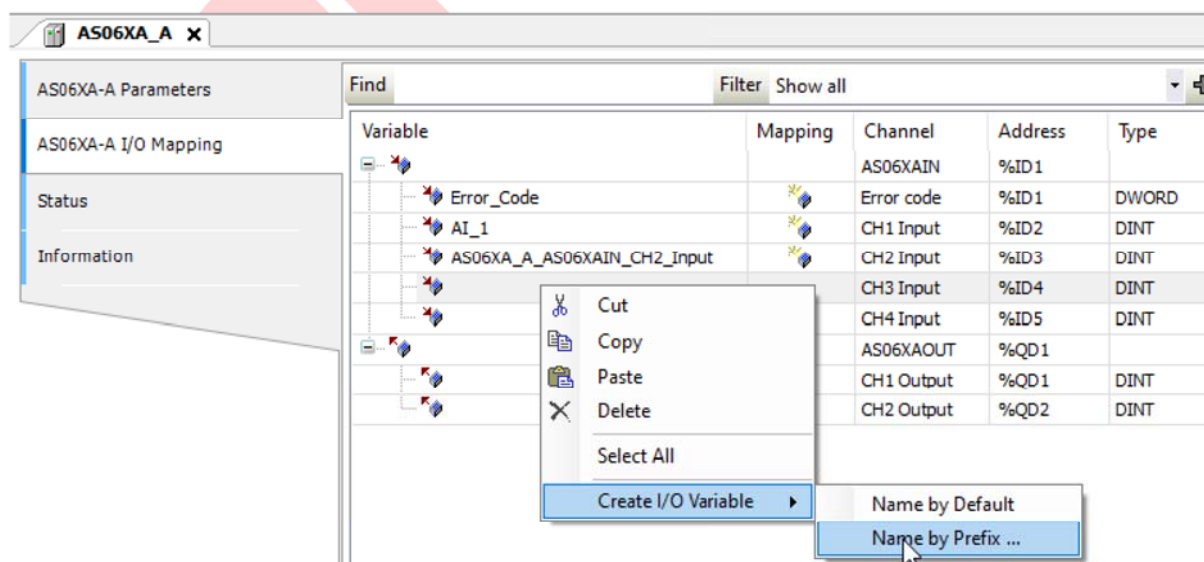 AS06XA_A X
AS06XA-A Parameters
AS06XA-A I/O Mapping
Status
Information
Find Filter Show all
Variable Mapping Channel Address Type
AS06XAIN %ID1
Error_Code Error code %ID1 DWORD
AI_1 CH1 Input %ID2 DINT
AS06XA_A_AS06XAIN_CH2_Input CH2 Input %ID3 DINT
CH3 Input %ID4 DINT
CH4 Input %ID5 DINT
AS06XAOUT %QD1
CH1 Output %QD1 DINT
CH2 Output %QD2 DINT
Cut
Copy
Paste
Delete
Select All
Create I/O Variable
Name by Default
Name by Prefix ...